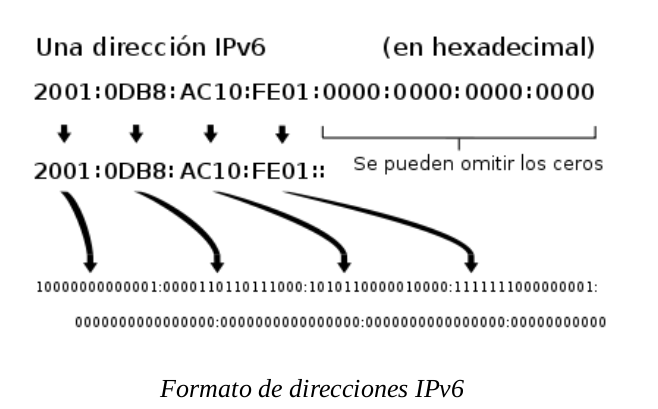 Una dirección IPv6 (en hexadecimal)
2001:0DB8:AC10:FE01:0000:0000:0000:0000
2001:0DB8:AC10:FE01:: Se pueden omitir los ceros
10000000000001:0000110110111000:1010110000010000:1111111000000001:
0000000000000000:0000000000000000:0000000000000000:00000000000
Formato de direcciones IPv6